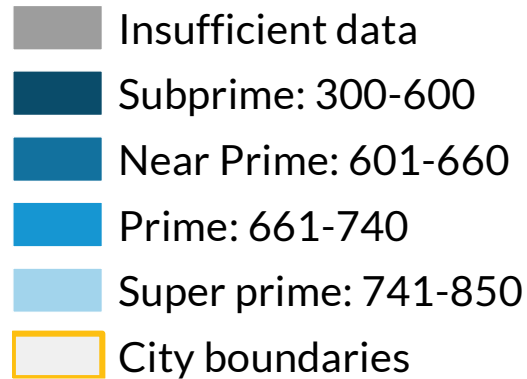 Insufficient data
Subprime: 300-600
Near Prime: 601-660
Prime: 661-740
Super prime: 741-850
City boundaries